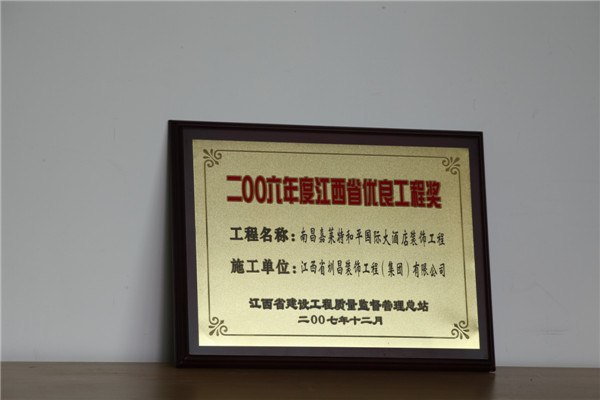 二00六年度江西省优良工程奖
工程名称：南昌嘉莱特和平国际大酒店装饰工程
施工单位：江西省圳昌装饰工程（集团）有限公司
江西省建设工程质量监督管理总站
二00七年十二月